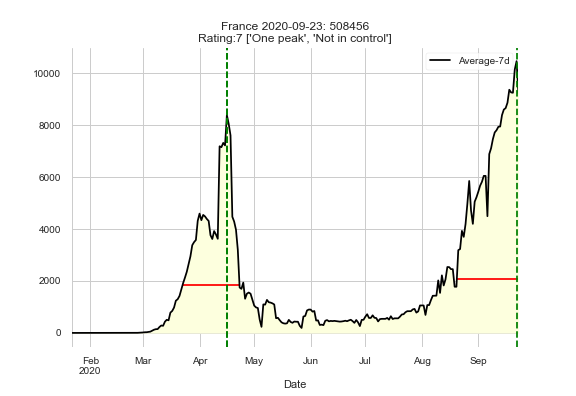 France 2020-09-23: 508456
Rating:7 ['One peak', 'Not in control']
Average-7d
10000
8000
6000
4000
2000
0
Feb Mar Apr May Jun Jul Aug Sep
2020
Date